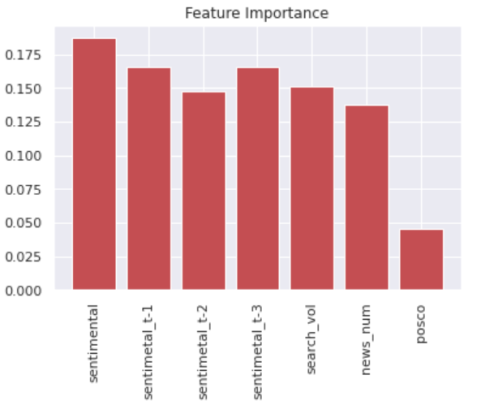 Feature Importance
0.175
0.150
0.125
0.100
0.075
0.050
0.025
0.000
sentimental
sentimetal_t-1
sentimetal_t-2
sentimetal_t-3
search_vol
news_num
posco